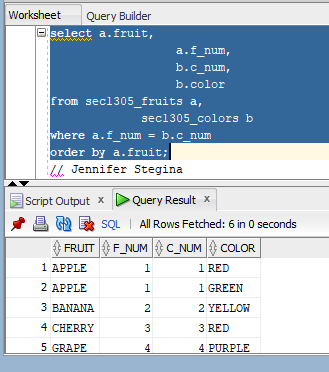 Worksheet Query Builder
select a.fruit,
a.f_num,
b.c_num,
b.color
from sec1305_fruits a,
sec1305_colors b
where a.f_num = b.c_num
order by a.fruit;
// Jennifer Stegina
Script Output x Query Result x
SQL | All Rows Fetched: 6 in 0 seconds
FRUIT F_NUM C_NUM COLOR
1 APPLE 1 1 RED
2 APPLE 1 1 GREEN
3 BANANA 2 2 YELLOW
4 CHERRY 3 3 RED
5 GRAPE 4 4 PURPLE